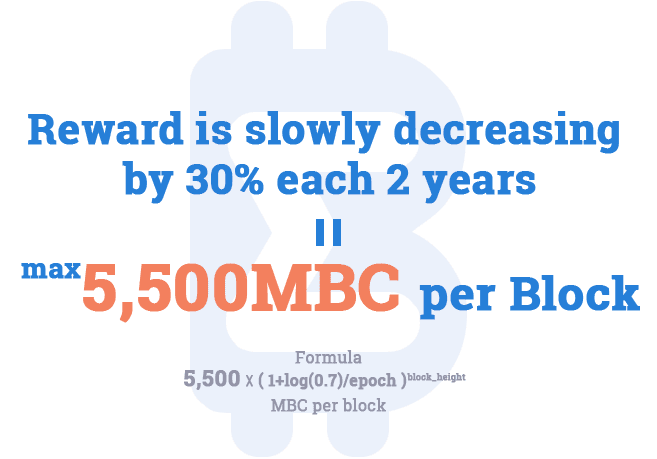 Reward is slowly decreasing
by 30% each 2 years
=
max5,500MBC per Block
Formula
5,500 x ( 1+log(0.7)/epoch )block_height
MBC per block